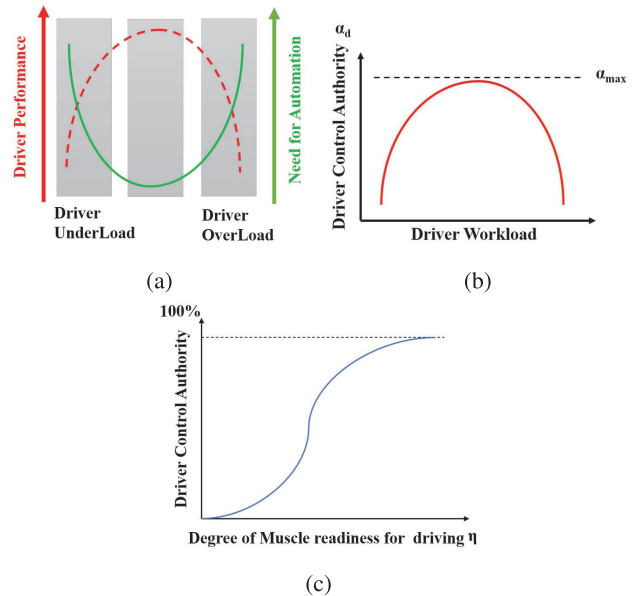 Driver Performance
Need for Automation
Driver
UnderLoad
Driver
OverLoad
(a)
αd
Driver Control Authority
αmax
Driver Workload
(b)
100%
Driver Control Authority
Degree of Muscle readiness for driving η
(c)